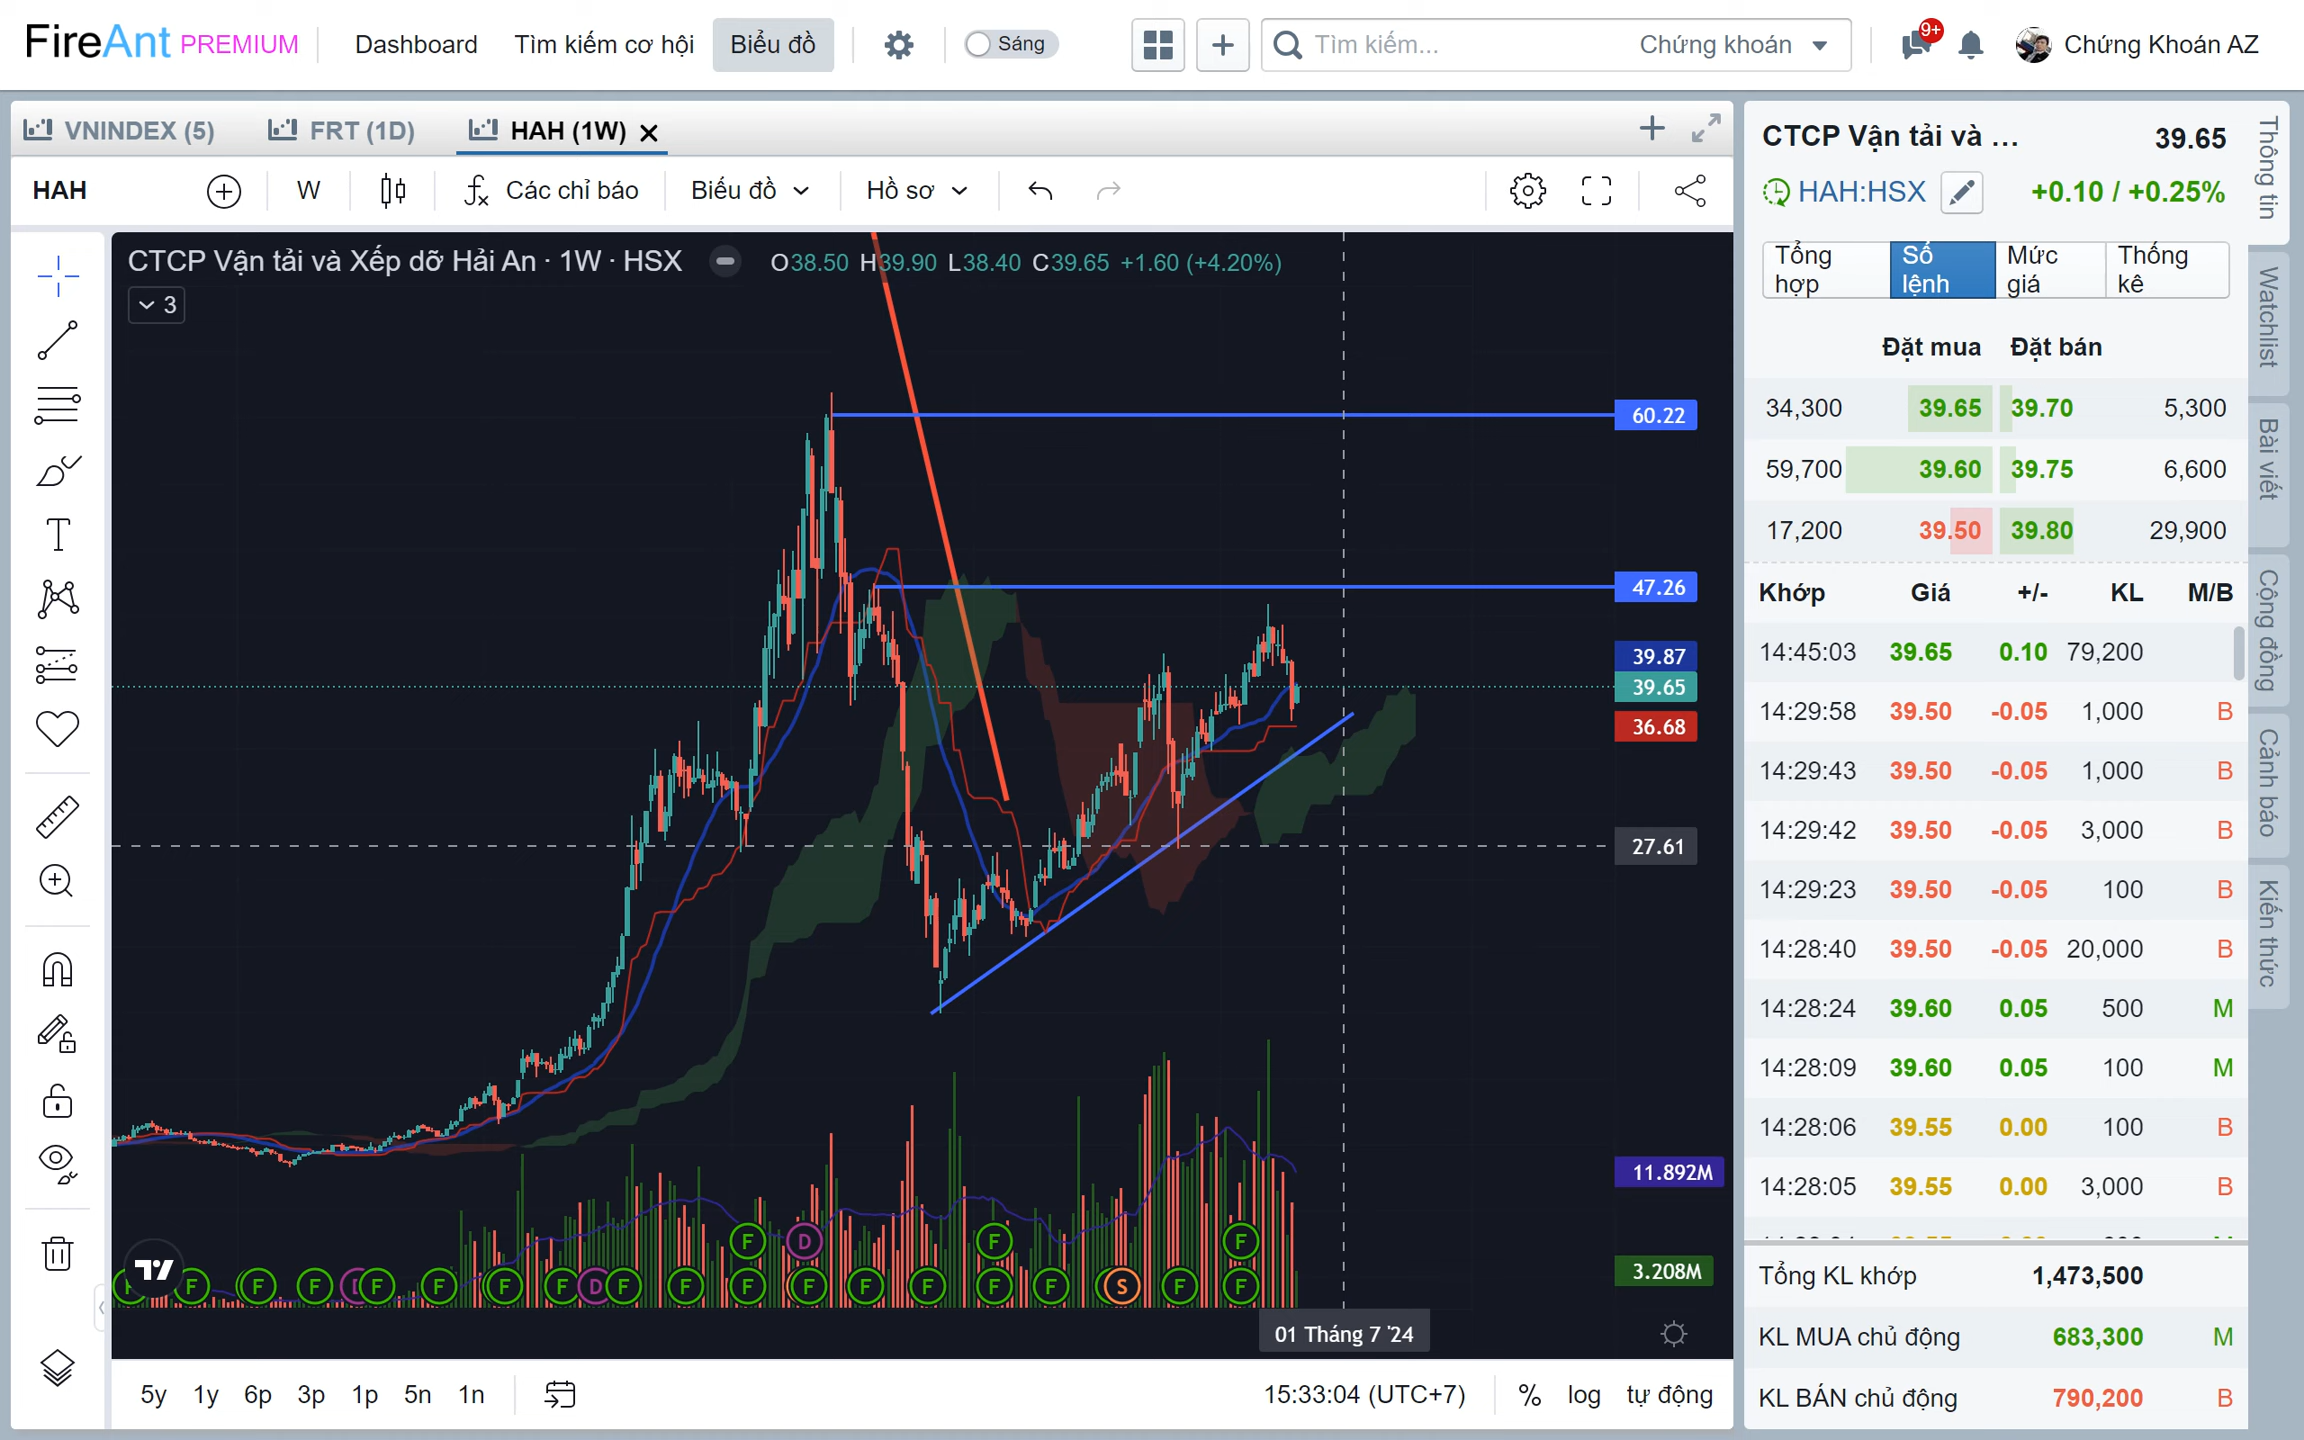 FireAnt PREMIUM Dashboard Tìm kiếm cơ hội Biểu đồ Sáng Tìm kiếm... Chứng khoán 9+ Chứng Khoán AZ
VNINDEX (5) FRT (1D) HAH (1W)
HAH W Các chỉ báo Biểu đồ Hồ sơ
CTCP Vận tải và Xếp dỡ Hải An · 1W · HSX O38.50 H39.90 L38.40 C39.65 +1.60 (+4.20%)
3
60.22
47.26
39.87
39.65
36.68
27.61
11.892M
3.208M
F D F F
F F F D F F F F D F F F F F F F F S F F
01 Tháng 7 '24
5y 1y 6p 3p 1p 5n 1n 15:33:04 (UTC+7) % log tự động
CTCP Vận tải và ... 39.65
HAH:HSX +0.10 / +0.25%
Tổng hợp Sổ lệnh Mức giá Thống kê
Đặt mua Đặt bán
34,300 39.65 39.70 5,300
59,700 39.60 39.75 6,600
17,200 39.50 39.80 29,900
Khớp Giá +/- KL M/B
14:45:03 39.65 0.10 79,200
14:29:58 39.50 -0.05 1,000 B
14:29:43 39.50 -0.05 1,000 B
14:29:42 39.50 -0.05 3,000 B
14:29:23 39.50 -0.05 100 B
14:28:40 39.50 -0.05 20,000 B
14:28:24 39.60 0.05 500 M
14:28:09 39.60 0.05 100 M
14:28:06 39.55 0.00 100 B
14:28:05 39.55 0.00 3,000 B
Tổng KL khớp 1,473,500
KL MUA chủ động 683,300 M
KL BÁN chủ động 790,200 B
Thông tin
Watchlist
Bài viết
Cộng đồng
Cảnh báo
Kiến thức